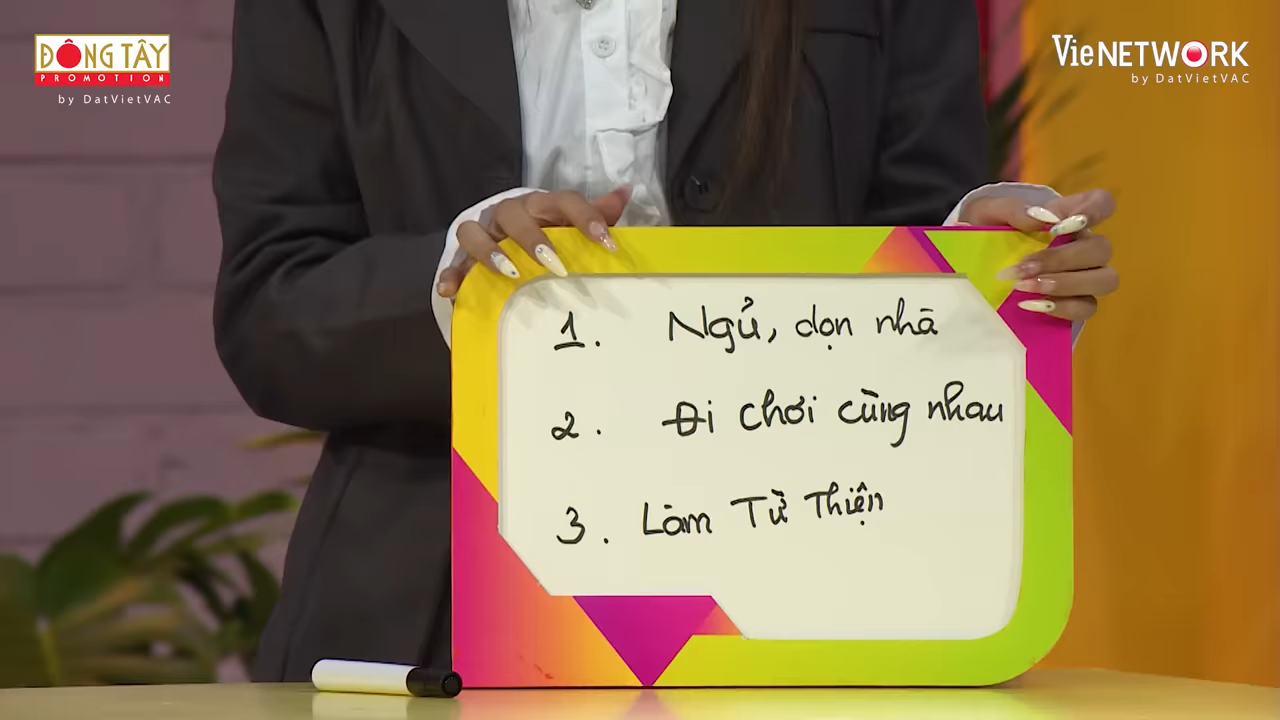 ĐÔNG TÂY
PROMOTION
by DatVietVAC
VieNETWORK
by DatVietVAC
1. Ngủ, dọn nhà
2. Đi chơi cùng nhau
3. Làm Từ Thiện